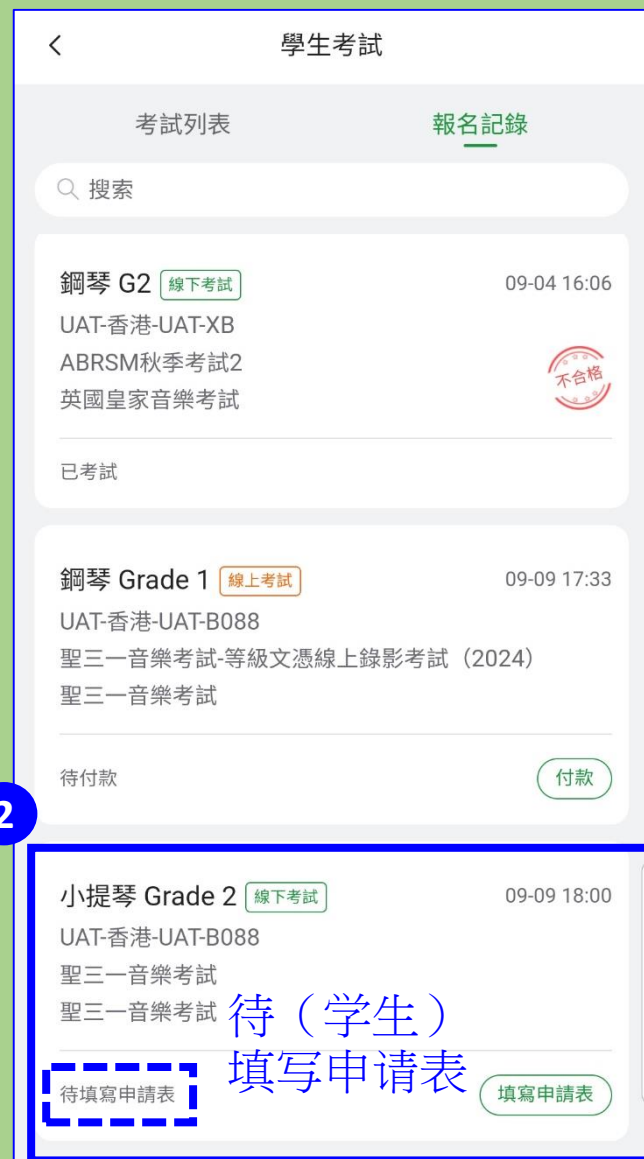 學生考試
考試列表
報名記錄
搜索
鋼琴 G2 線下考試 09-04 16:06
UAT-香港-UAT-XB
ABRSM秋季考試2
英國皇家音樂考試
不合格
已考試
鋼琴 Grade 1 線上考試 09-09 17:33
UAT-香港-UAT-B088
聖三一音樂考試-等級文憑線上錄影考試（2024）
聖三一音樂考試
待付款 付款
2
小提琴 Grade 2 線下考試 09-09 18:00
UAT-香港-UAT-B088
聖三一音樂考試
聖三一音樂考試
待（学生）
填写申请表
待填寫申請表 填寫申請表